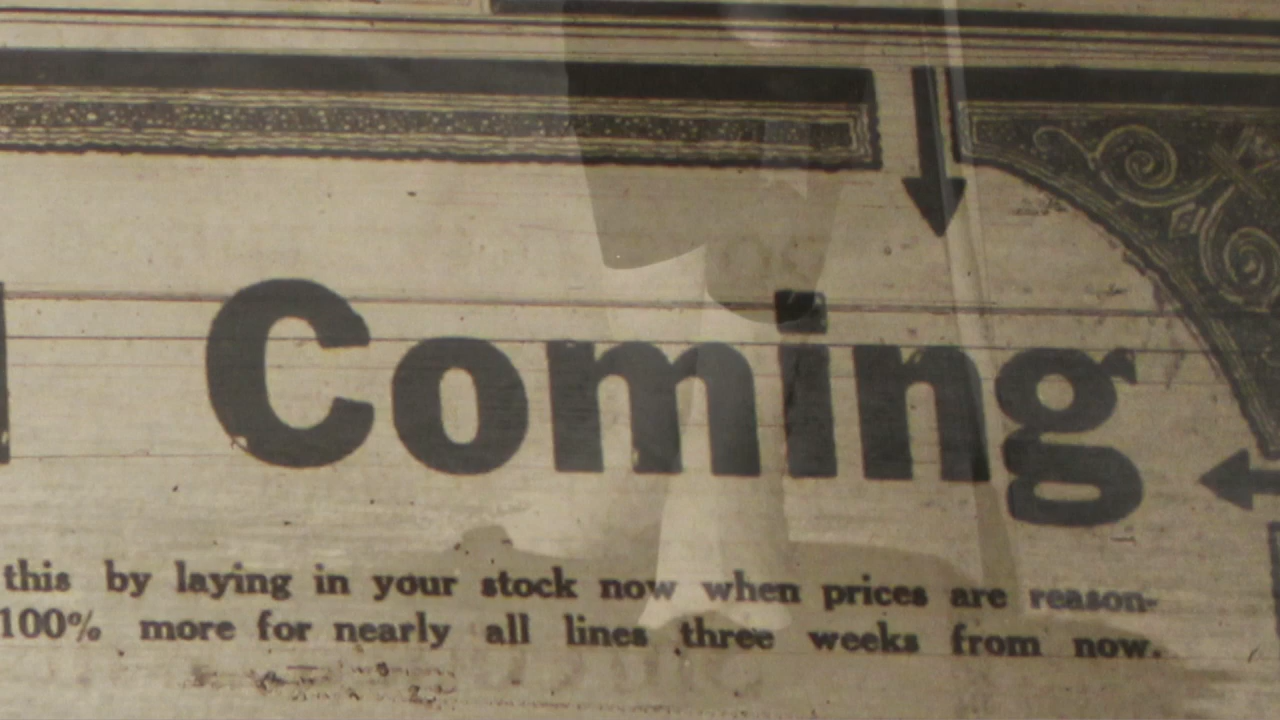 Coming
this by laying in your stock now when prices are reason-
100% more for nearly all lines three weeks from now.